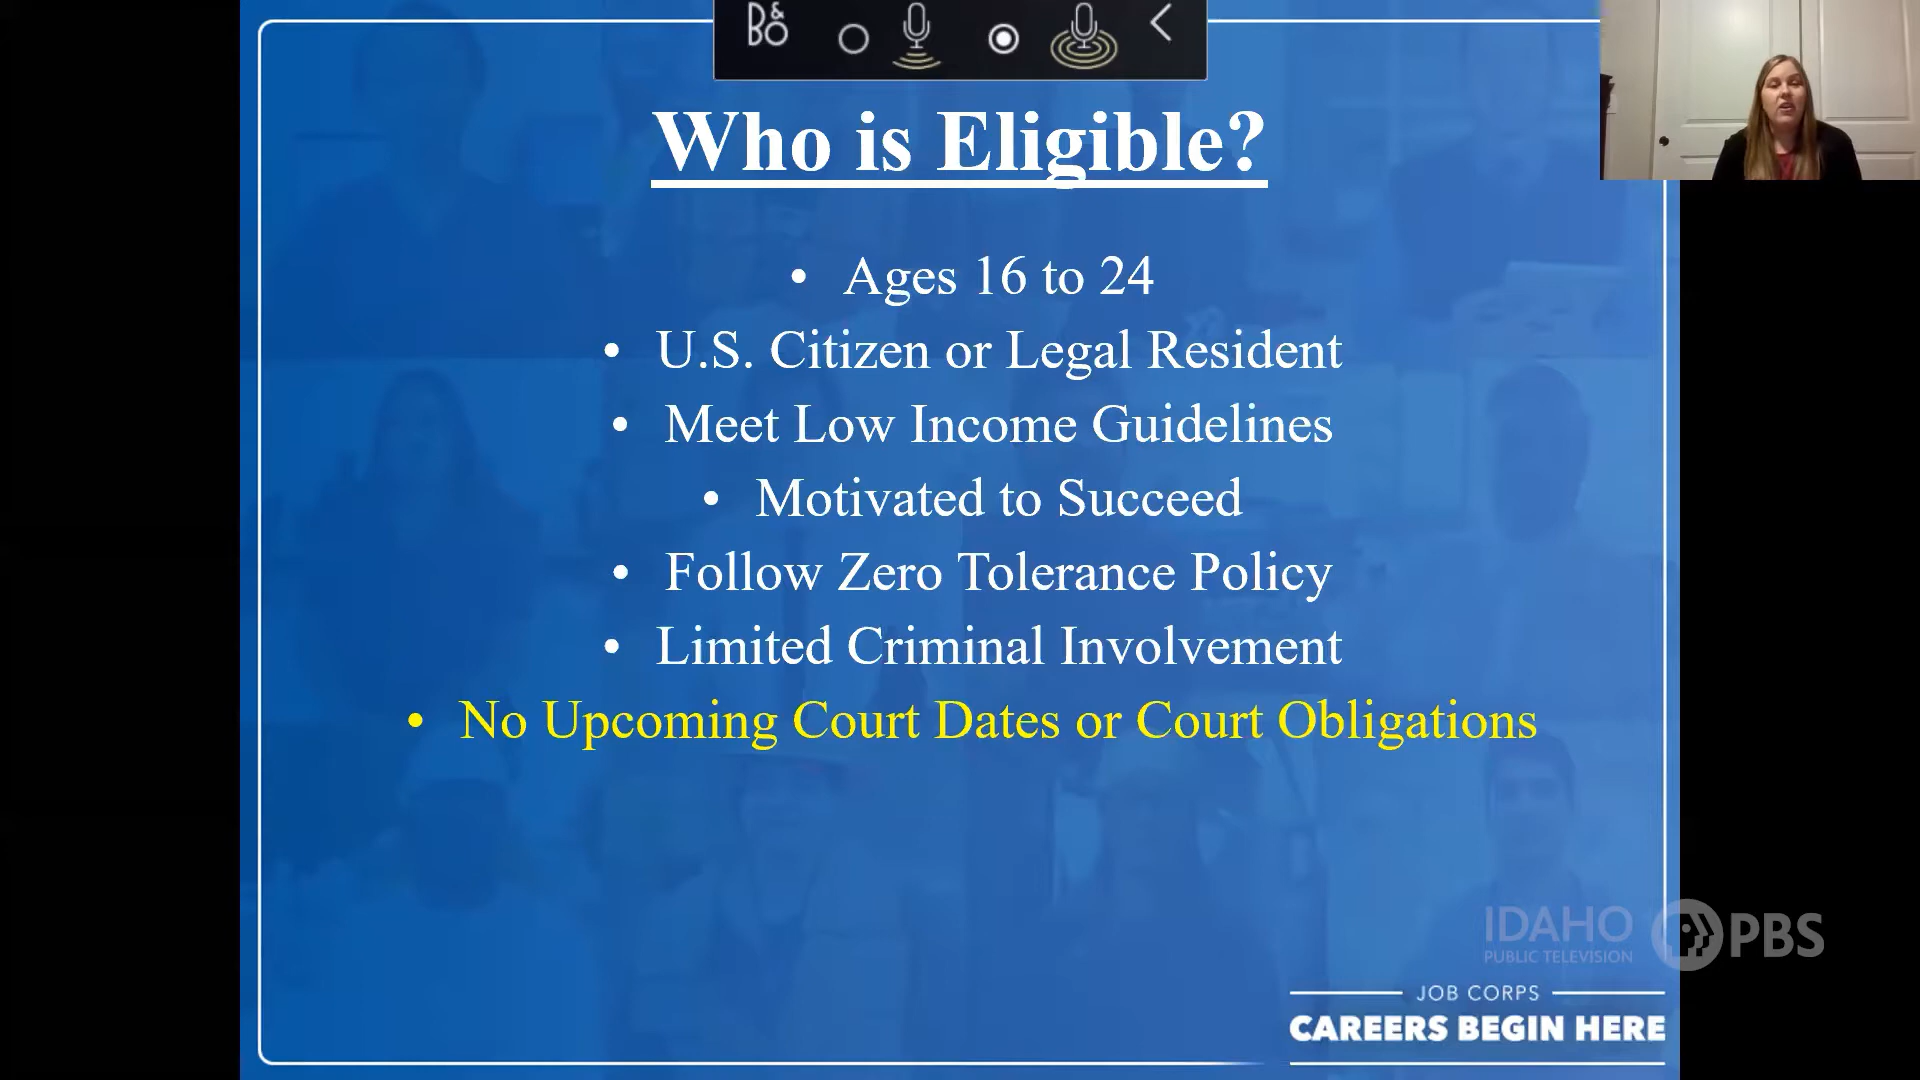 B&O
Who is Eligible?
• Ages 16 to 24
• U.S. Citizen or Legal Resident
• Meet Low Income Guidelines
• Motivated to Succeed
• Follow Zero Tolerance Policy
• Limited Criminal Involvement
• No Upcoming Court Dates or Court Obligations
IDAHO
PUBLIC TELEVISION
PBS
JOB CORPS
CAREERS BEGIN HERE